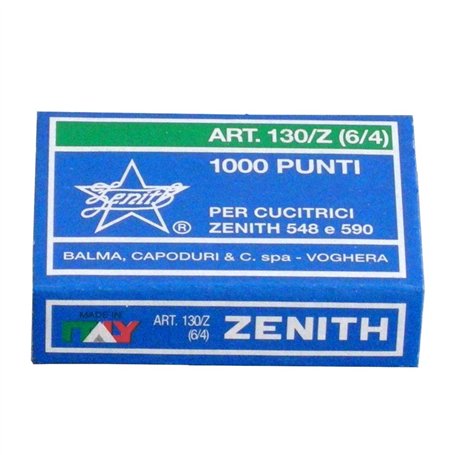 ART. 130/Z (6/4)
1000 PUNTI
Zenith
®
PER CUCITRICI
ZENITH 548 e 590
BALMA, CAPODURI & C. spa - VOGHERA
MADE IN
ITALY
ART. 130/Z
(6/4)
ZENITH